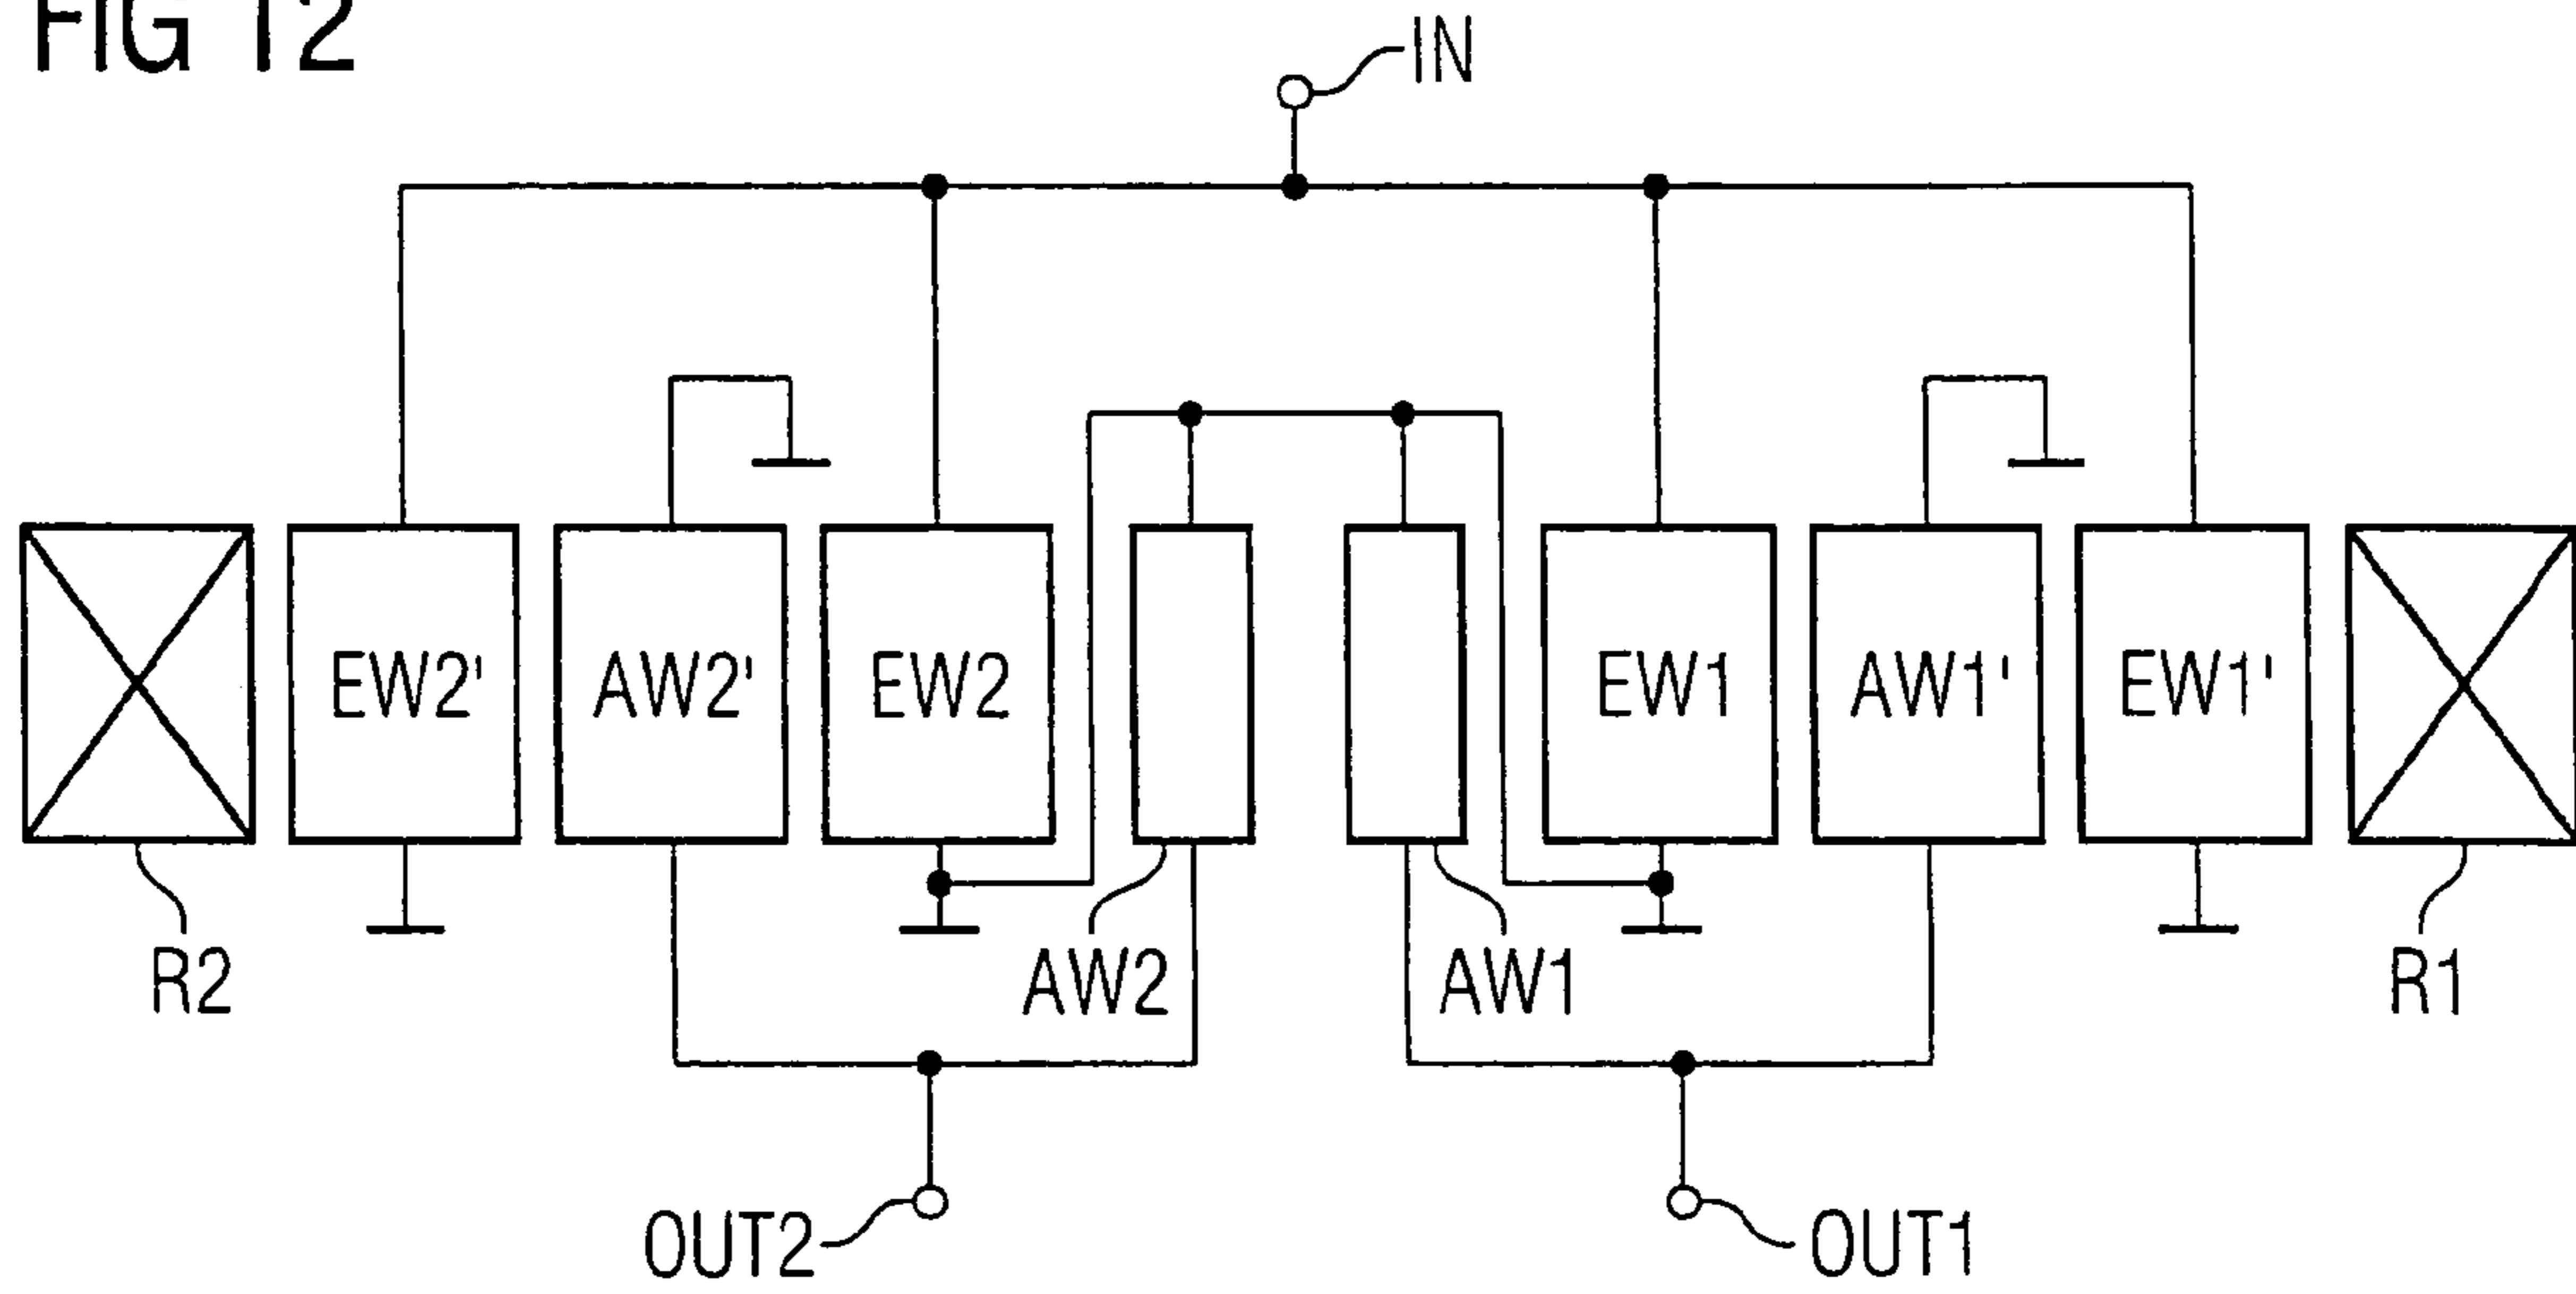 FIG 12
IN
EW2' AW2' EW2 EW1 AW1' EW1'
R2 AW2 AW1 R1
OUT2 OUT1